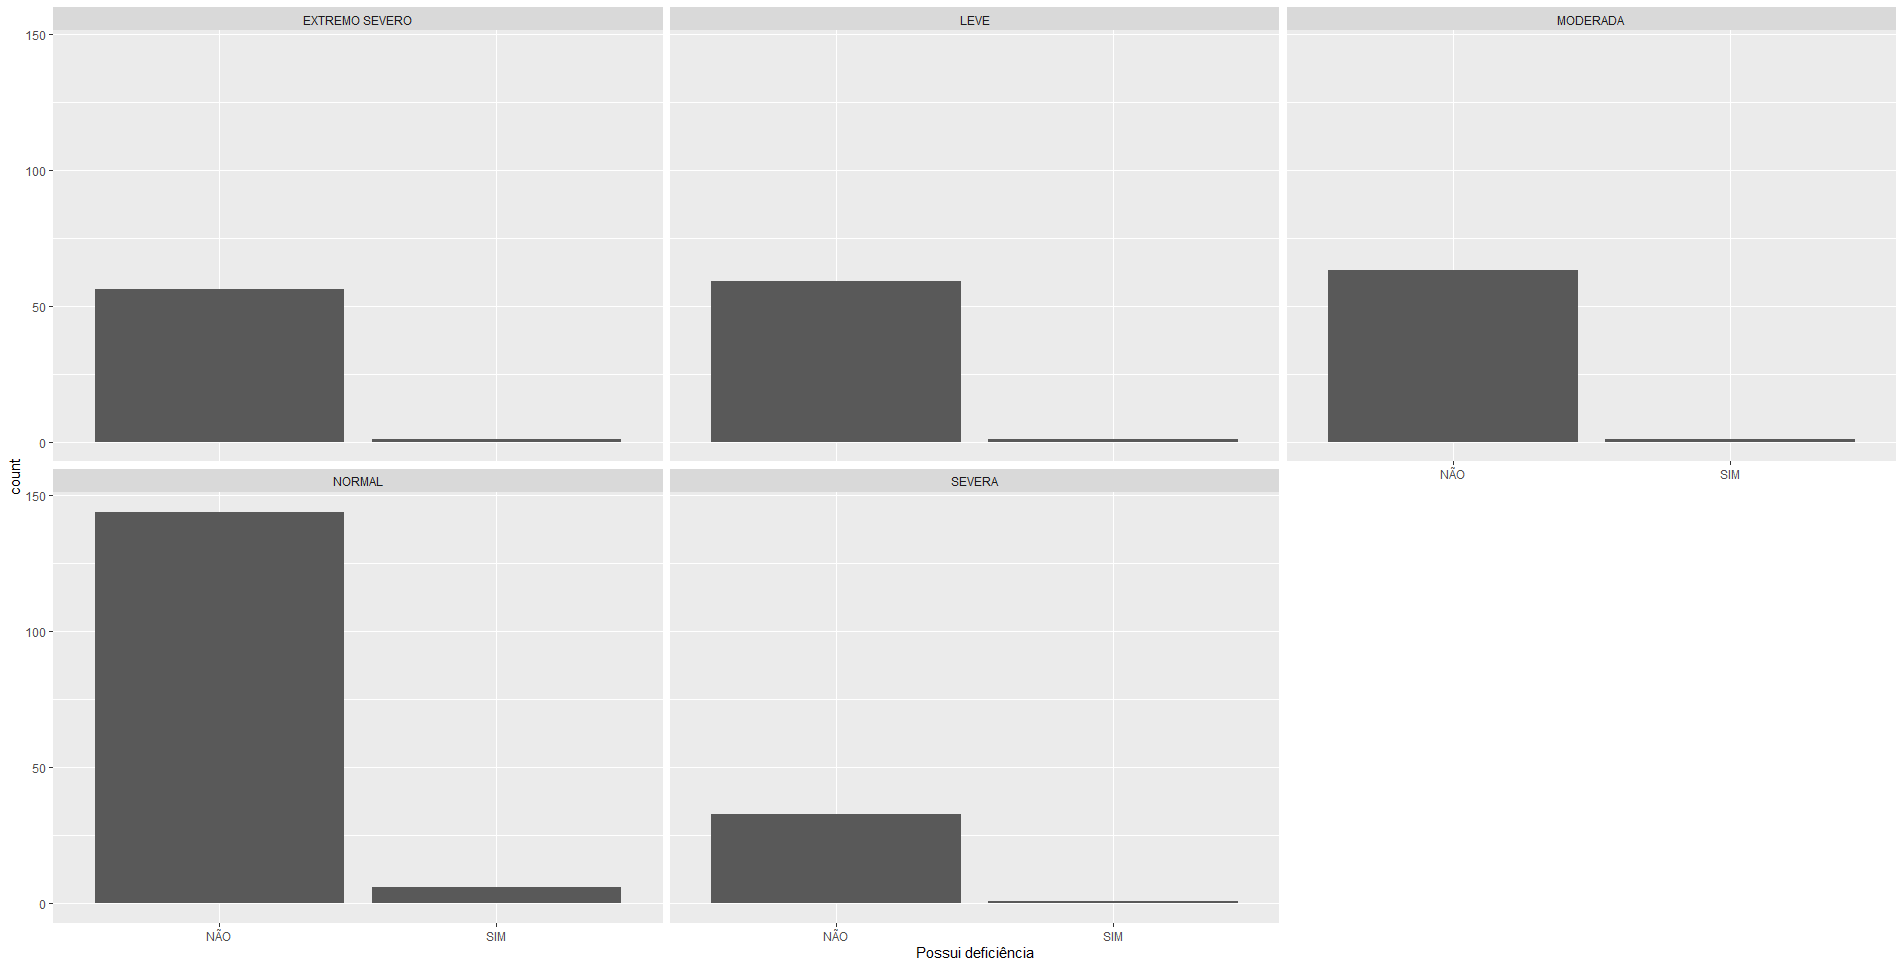 EXTREMO SEVERO
LEVE
MODERADA
150
100
50
0
NÃO
SIM
count
NORMAL
SEVERA
150
100
50
0
NÃO
SIM
NÃO
SIM
Possui deficiência